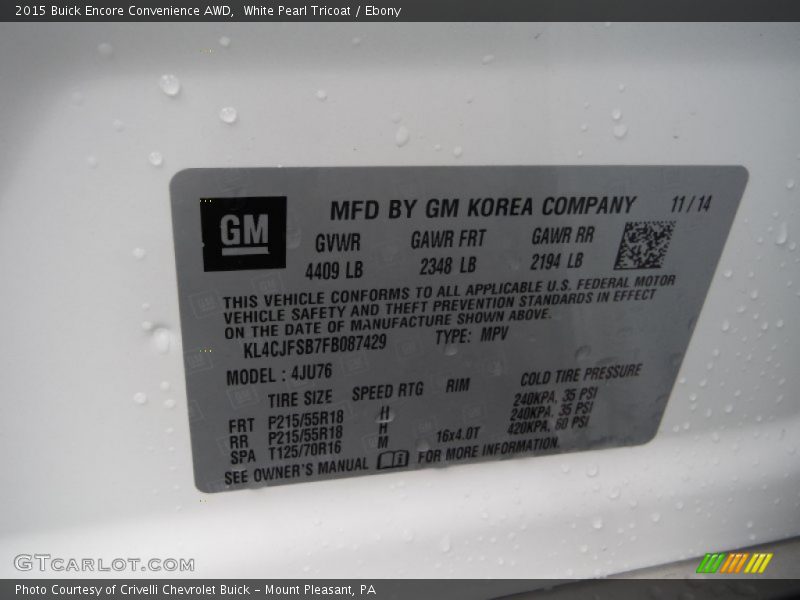 2015 Buick Encore Convenience AWD,  White Pearl Tricoat / Ebony
GM
MFD BY GM KOREA COMPANY 11/14
GVWR GAWR FRT GAWR RR
4409 LB 2348 LB 2194 LB
THIS VEHICLE CONFORMS TO ALL APPLICABLE U.S. FEDERAL MOTOR
VEHICLE SAFETY AND THEFT PREVENTION STANDARDS IN EFFECT
ON THE DATE OF MANUFACTURE SHOWN ABOVE.
KL4CJFSB7FB087429 TYPE: MPV
MODEL : 4JU76
TIRE SIZE SPEED RTG RIM COLD TIRE PRESSURE
FRT P215/55R18 H 240KPA, 35 PSI
RR P215/55R18 H 240KPA, 35 PSI
SPA T125/70R16 M 16x4.0T 420KPA, 60 PSI
SEE OWNER'S MANUAL FOR MORE INFORMATION.
GTCARLOT.COM
Photo Courtesy of Crivelli Chevrolet Buick - Mount Pleasant, PA